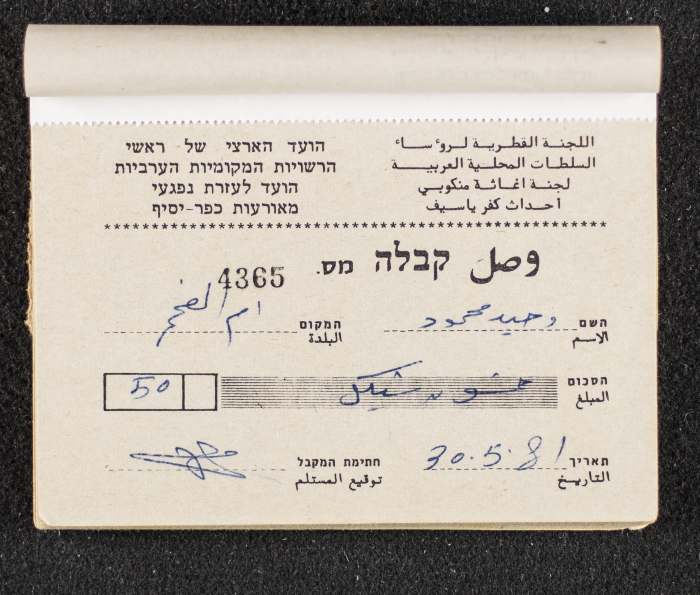 اللجنة القطرية لروءساء
السلطات المحلية العربية
لجنة اغاثة منكوبي
أحداث كفر ياسيف
הועד הארצי של ראשי
הרשויות המקומיות הערביות
הועד לעזרת נפגעי
מאורעות כפר-יסיף
وصل קבלה מס. 4365
השם وحيد محمود המקום ام الفحم
الاسم البلدة
הסכום خمسون شيكل 50
المبلغ
תאריך 30.5.81 חתימת המקבל
التاريخ توقيع المستلم